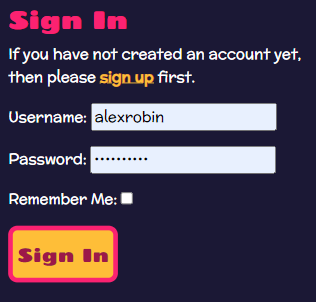 Sign In
If you have not created an account yet,
then please sign up first.
Username: alexrobin
Password: ••••••••••
Remember Me:
Sign In